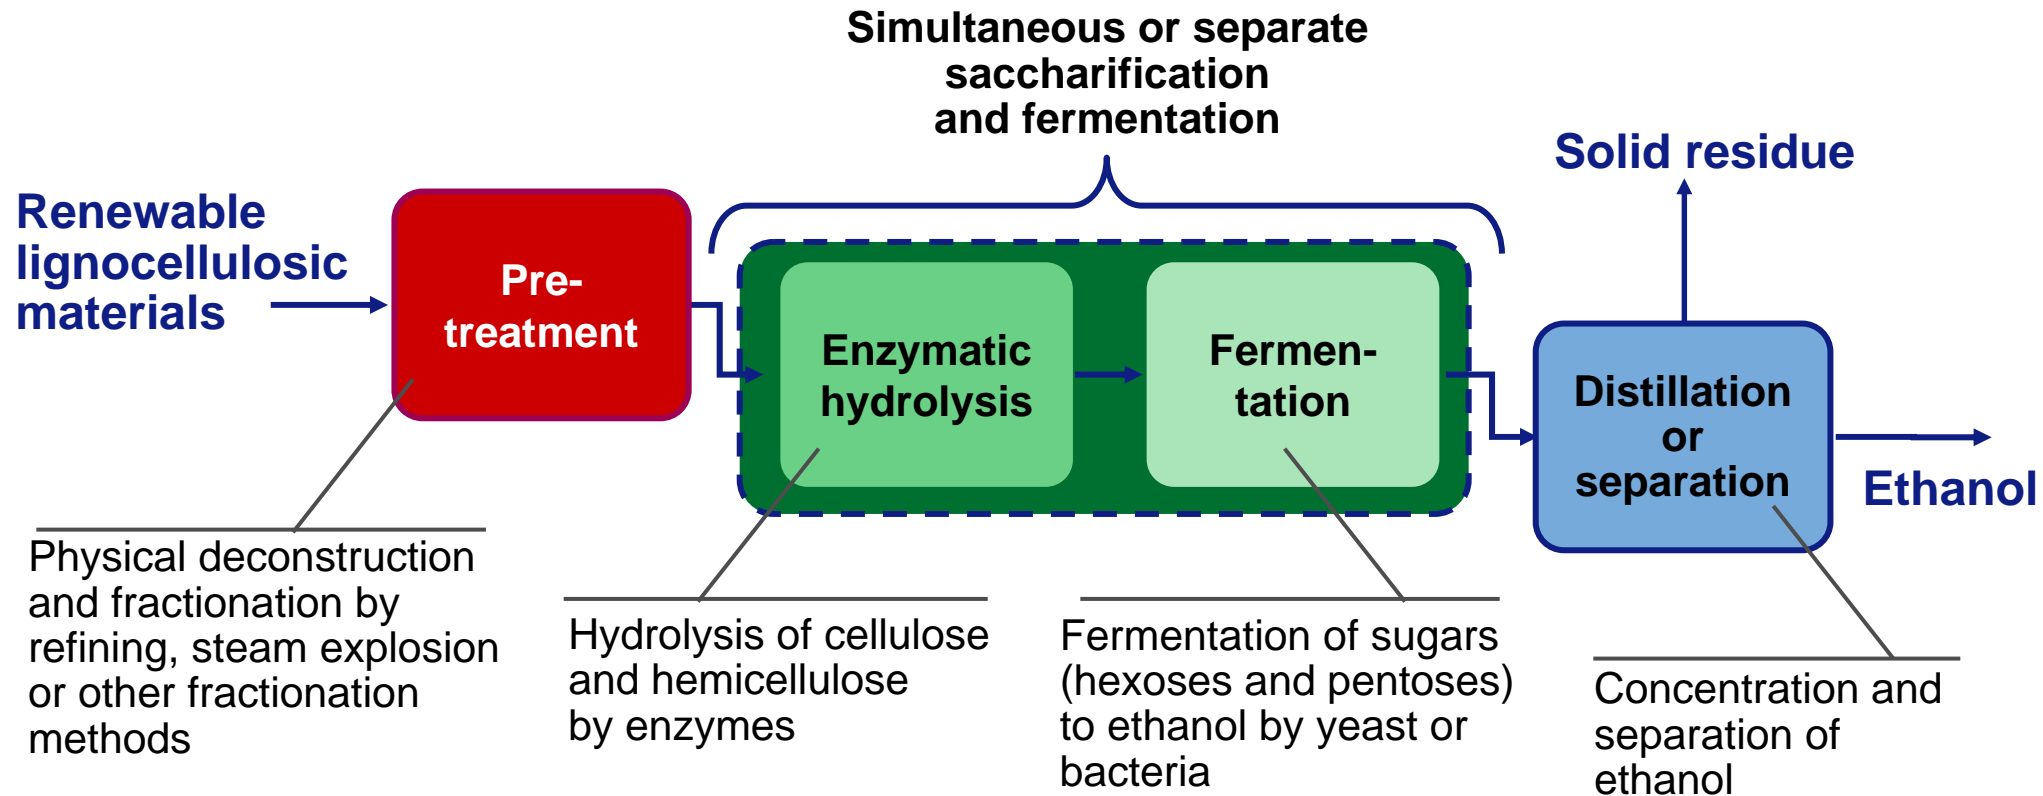 Simultaneous or separate
saccharification
and fermentation
Solid residue
Renewable
lignocellulosic
materials
Pre-
treatment
Enzymatic
hydrolysis
Fermen-
tation
Distillation
or
separation
Ethanol
Physical deconstruction
and fractionation by
refining, steam explosion
or other fractionation
methods
Hydrolysis of cellulose
and hemicellulose
by enzymes
Fermentation of sugars
(hexoses and pentoses)
to ethanol by yeast or
bacteria
Concentration and
separation of
ethanol